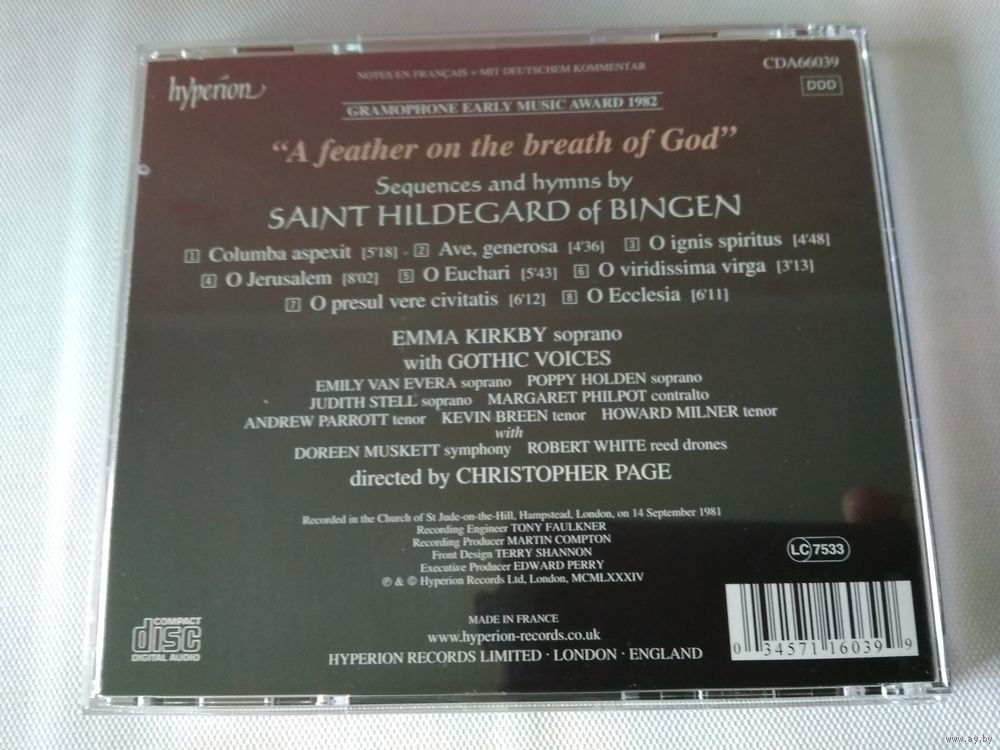 hyperion
NOTES EN FRANÇAIS + MIT DEUTSCHEM KOMMENTAR
CDA66039
DDD
GRAMOPHONE EARLY MUSIC AWARD 1982
“A feather on the breath of God”
Sequences and hymns by
SAINT HILDEGARD of BINGEN
1 Columba aspexit [5'18] · 2 Ave, generosa [4'36] 3 O ignis spiritus [4'48]
4 O Jerusalem [8'02] 5 O Euchari [5'43] 6 O viridissima virga [3'13]
7 O presul vere civitatis [6'12] 8 O Ecclesia [6'11]
EMMA KIRKBY soprano
with GOTHIC VOICES
EMILY VAN EVERA soprano POPPY HOLDEN soprano
JUDITH STELL soprano MARGARET PHILPOT contralto
ANDREW PARROTT tenor KEVIN BREEN tenor HOWARD MILNER tenor
with
DOREEN MUSKETT symphony ROBERT WHITE reed drones
directed by CHRISTOPHER PAGE
Recorded in the Church of St Jude-on-the-Hill, Hampstead, London, on 14 September 1981
Recording Engineer TONY FAULKNER
Recording Producer MARTIN COMPTON
Front Design TERRY SHANNON
Executive Producer EDWARD PERRY
℗ & © Hyperion Records Ltd, London, MCMLXXXIV
LC 7533
MADE IN FRANCE
www.hyperion-records.co.uk
HYPERION RECORDS LIMITED · LONDON · ENGLAND
COMPACT
disc
DIGITAL AUDIO
0 34571 16039 9
www.ay.by